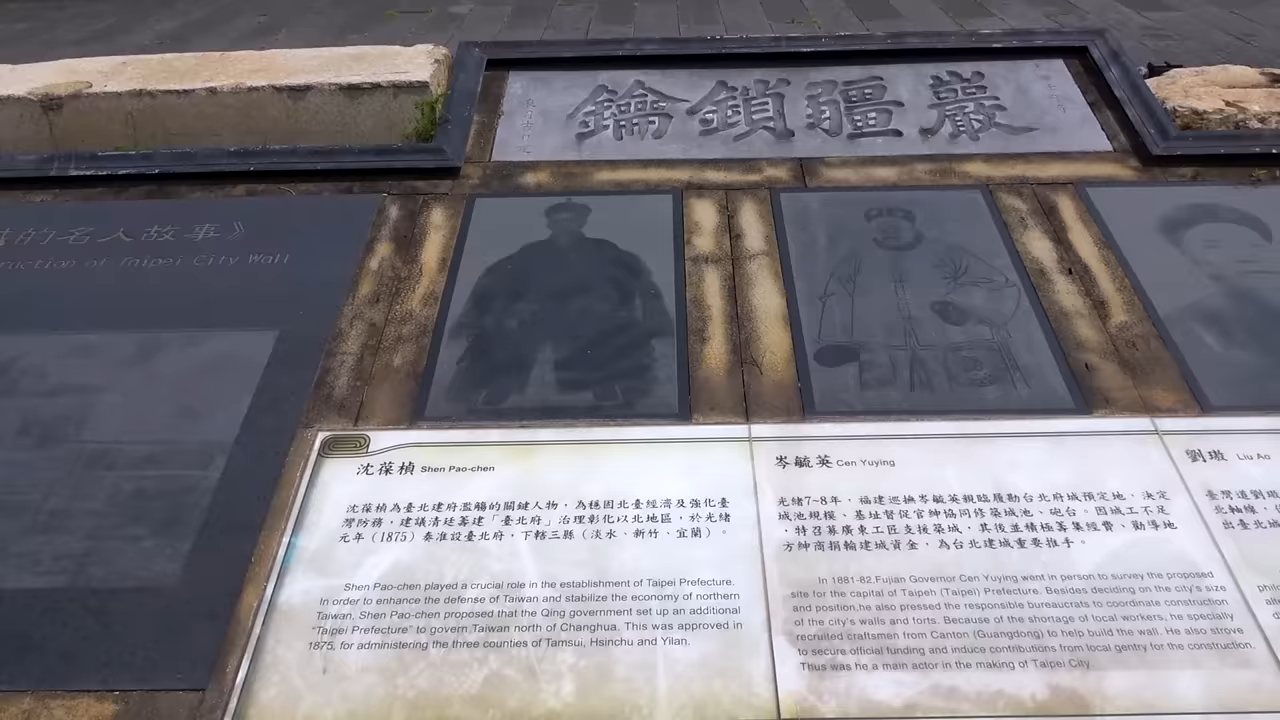 巖疆鎖鑰
的名人故事》
ruction of Taipei City Wall
沈葆楨 Shen Pao-chen
沈葆楨為臺北建府濫觴的關鍵人物，為穩固北臺經濟及強化臺
灣防務，建議清廷籌建「臺北府」治理彰化以北地區，於光緒
元年（1875）奏准設臺北府，下轄三縣（淡水、新竹、宜蘭）。
Shen Pao-chen played a crucial role in the establishment of Taipei Prefecture.
In order to enhance the defense of Taiwan and stabilize the economy of northern
Taiwan, Shen Pao-chen proposed that the Qing government set up an additional
"Taipei Prefecture" to govern Taiwan north of Changhua. This was approved in
1875, for administering the three counties of Tamsui, Hsinchu and Yilan.
岑毓英 Cen Yuying
光緒7~8年，福建巡撫岑毓英親臨履勘台北府城預定地，決定
城池規模、基址督促官紳協同修築城池、砲台。因城工不足
，特召募廣東工匠支援築城，其後並積極籌集經費，勸導地
方紳商捐輸建城資金，為台北建城重要推手。
In 1881-82,Fujian Governor Cen Yuying went in person to survey the proposed
site for the capital of Taipeh (Taipei) Prefecture. Besides deciding on the city's size
and position,he also pressed the responsible bureaucrats to coordinate construction
of the city's walls and forts. Because of the shortage of local workers, he specially
recruited craftsmen from Canton (Guangdong) to help build the wall. He also strove
to secure official funding and induce contributions from local gentry for the construction.
Thus was he a main actor in the making of Taipei City.
劉璈 Liu Ao
臺灣道劉璈
北軸線，
出臺北城